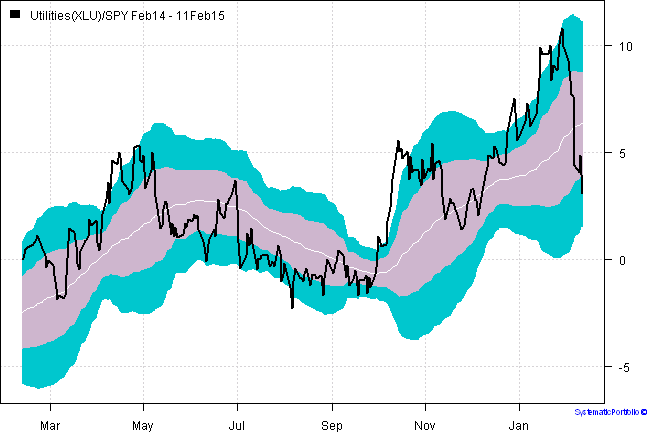 Utilities(XLU)/SPY Feb14 - 11Feb15
10
5
0
-5
Mar May Jul Sep Nov Jan
SystematicPortfolio ©